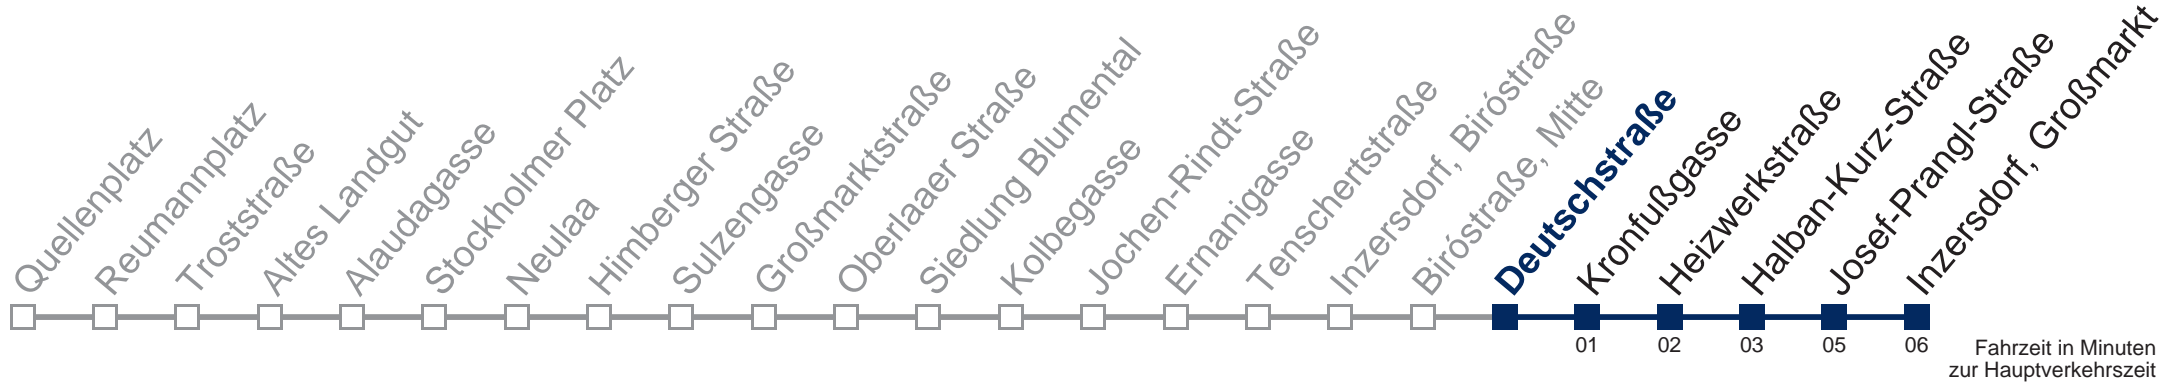 Quellenplatz
Reumannplatz
Troststraße
Altes Landgut
Alaudagasse
Stockholmer Platz
Neulaa
Himberger Straße
Sulzengasse
Großmarktstraße
Oberlaaer Straße
Siedlung Blumental
Kolbegasse
Jochen-Rindt-Straße
Ernanigasse
Tenschertstraße
Inzersdorf, Biróstraße
Biróstraße, Mitte
Deutschstraße
Kronfußgasse
Heizwerkstraße
Halban-Kurz-Straße
Josef-Prangl-Straße
Inzersdorf, Großmarkt
01 02 03 05 06
Fahrzeit in Minuten
zur Hauptverkehrszeit